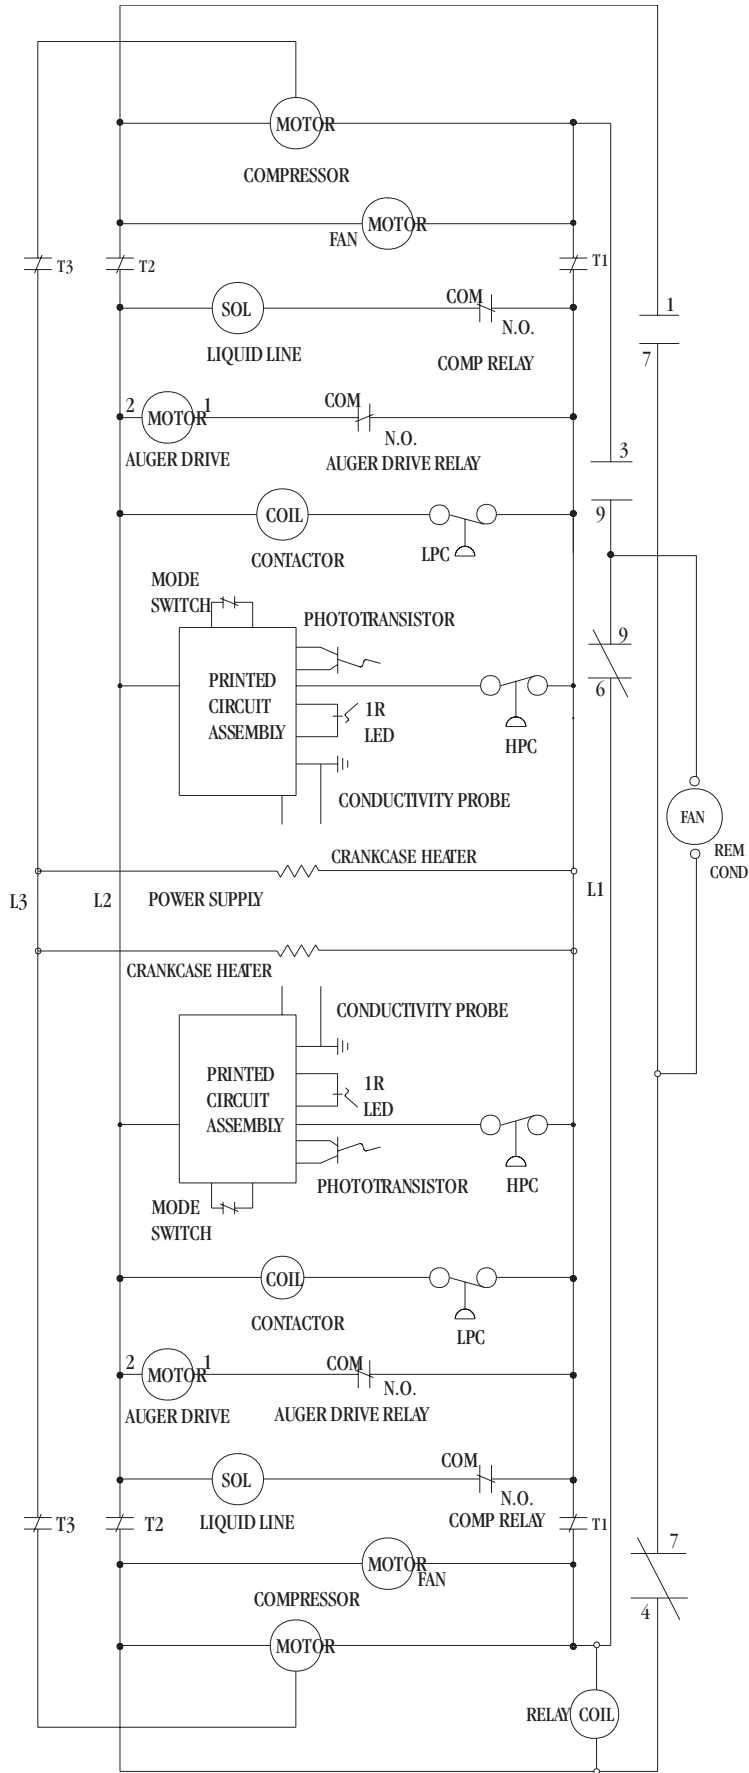 MOTOR
COMPRESSOR
MOTOR
FAN
T3
T2
T1
SOL
COM
N.O.
LIQUID LINE
COMP RELAY
1
7
2
MOTOR
1
COM
N.O.
AUGER DRIVE
AUGER DRIVE RELAY
3
9
COIL
CONTACTOR
LPC
MODE
SWITCH
PHOTOTRANSISTOR
PRINTED
CIRCUIT
ASSEMBLY
1R
LED
HPC
9
6
CONDUCTIVITY PROBE
FAN
REM
COND
CRANKCASE HEATER
L3
L2
POWER SUPPLY
L1
CRANKCASE HEATER
CONDUCTIVITY PROBE
PRINTED
CIRCUIT
ASSEMBLY
1R
LED
HPC
PHOTOTRANSISTOR
MODE
SWITCH
COIL
CONTACTOR
LPC
2
MOTOR
1
COM
N.O.
AUGER DRIVE
AUGER DRIVE RELAY
SOL
COM
N.O.
LIQUID LINE
COMP RELAY
T3
T2
T1
7
4
MOTOR
FAN
COMPRESSOR
MOTOR
RELAY
COIL